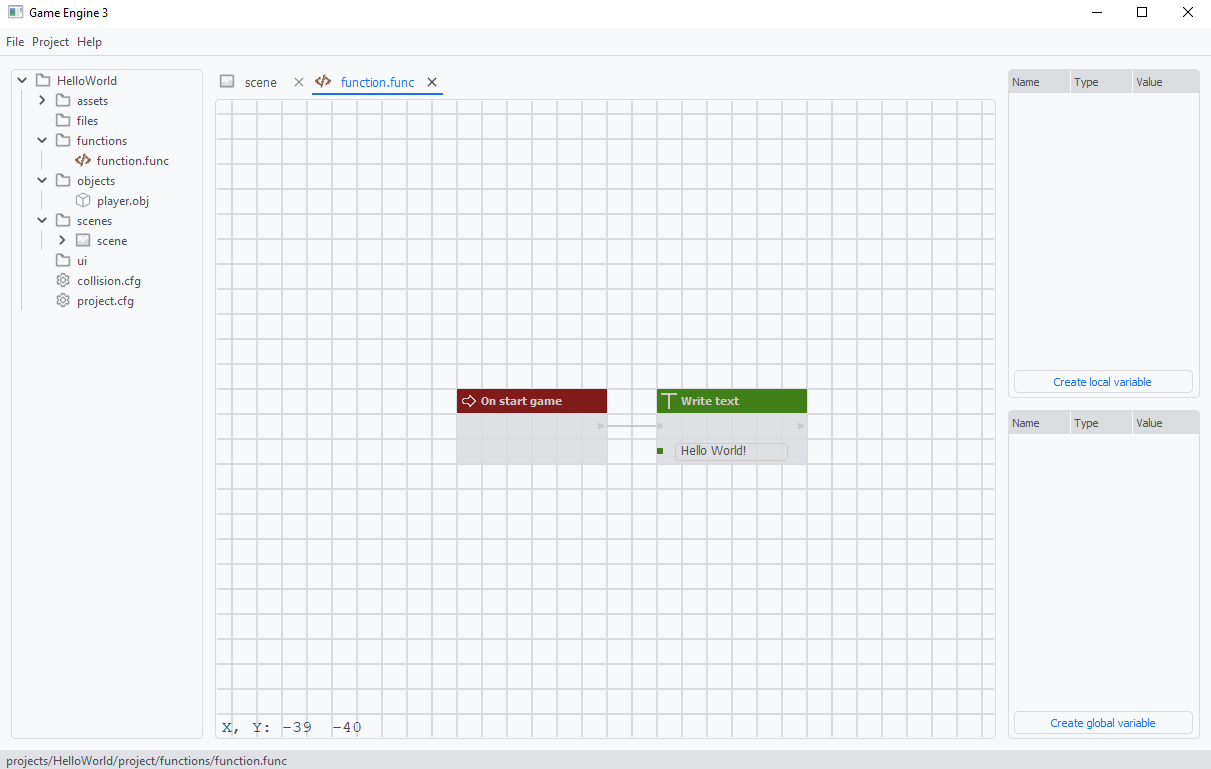 Game Engine 3
File Project Help
HelloWorld
assets
files
functions
function.func
objects
player.obj
scenes
scene
ui
collision.cfg
project.cfg
scene
function.func
On start game
Write text
Hello World!
X, Y: -39 -40
Name Type Value
Create local variable
Name Type Value
Create global variable
projects/HelloWorld/project/functions/function.func